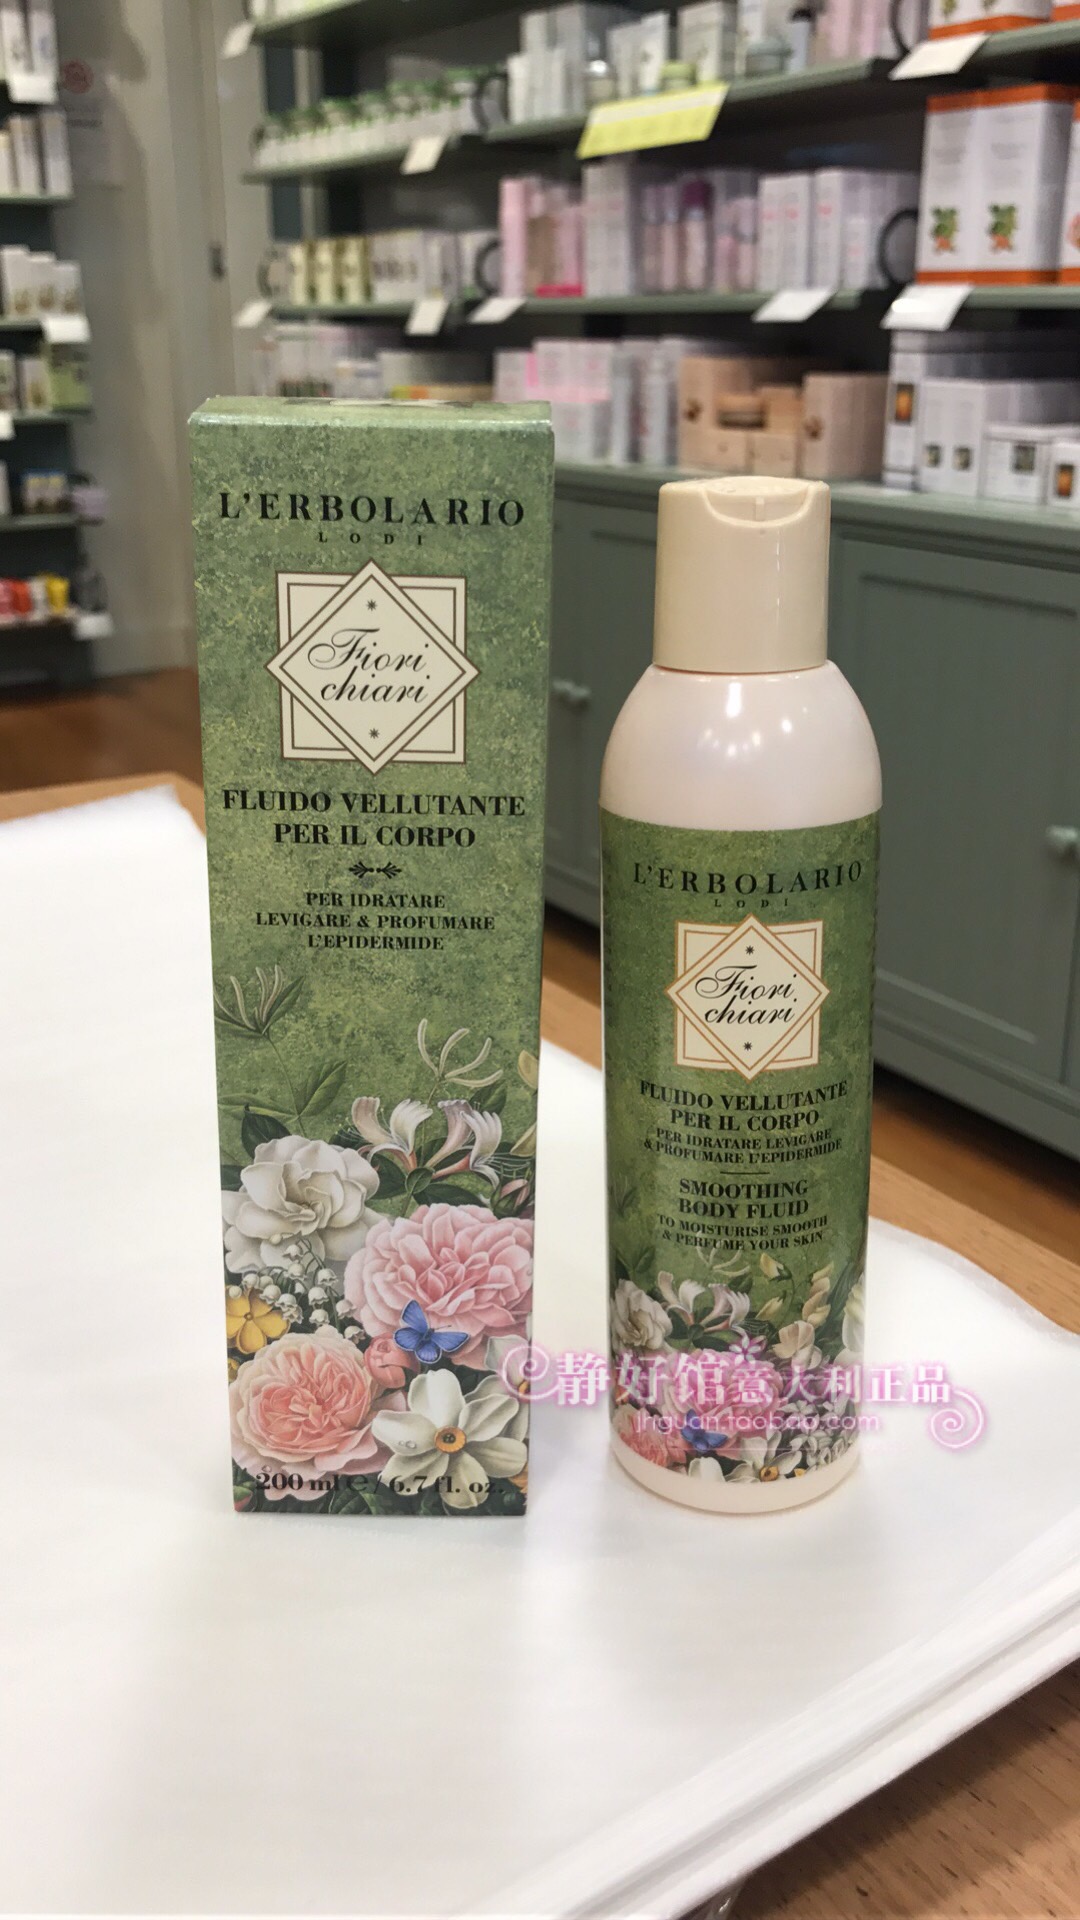 L'ERBOLARIO
LODI
Fiori
chiari
FLUIDO VELLUTANTE
PER IL CORPO
PER IDRATARE
LEVIGARE & PROFUMARE
L'EPIDERMIDE
200 ml e / 6.7 fl. oz.
L'ERBOLARIO
LODI
Fiori
chiari
FLUIDO VELLUTANTE
PER IL CORPO
PER IDRATARE LEVIGARE
& PROFUMARE L'EPIDERMIDE
SMOOTHING
BODY FLUID
TO MOISTURISE SMOOTH
& PERFUME YOUR SKIN
静好馆意大利正品
jhguan.taobao.com